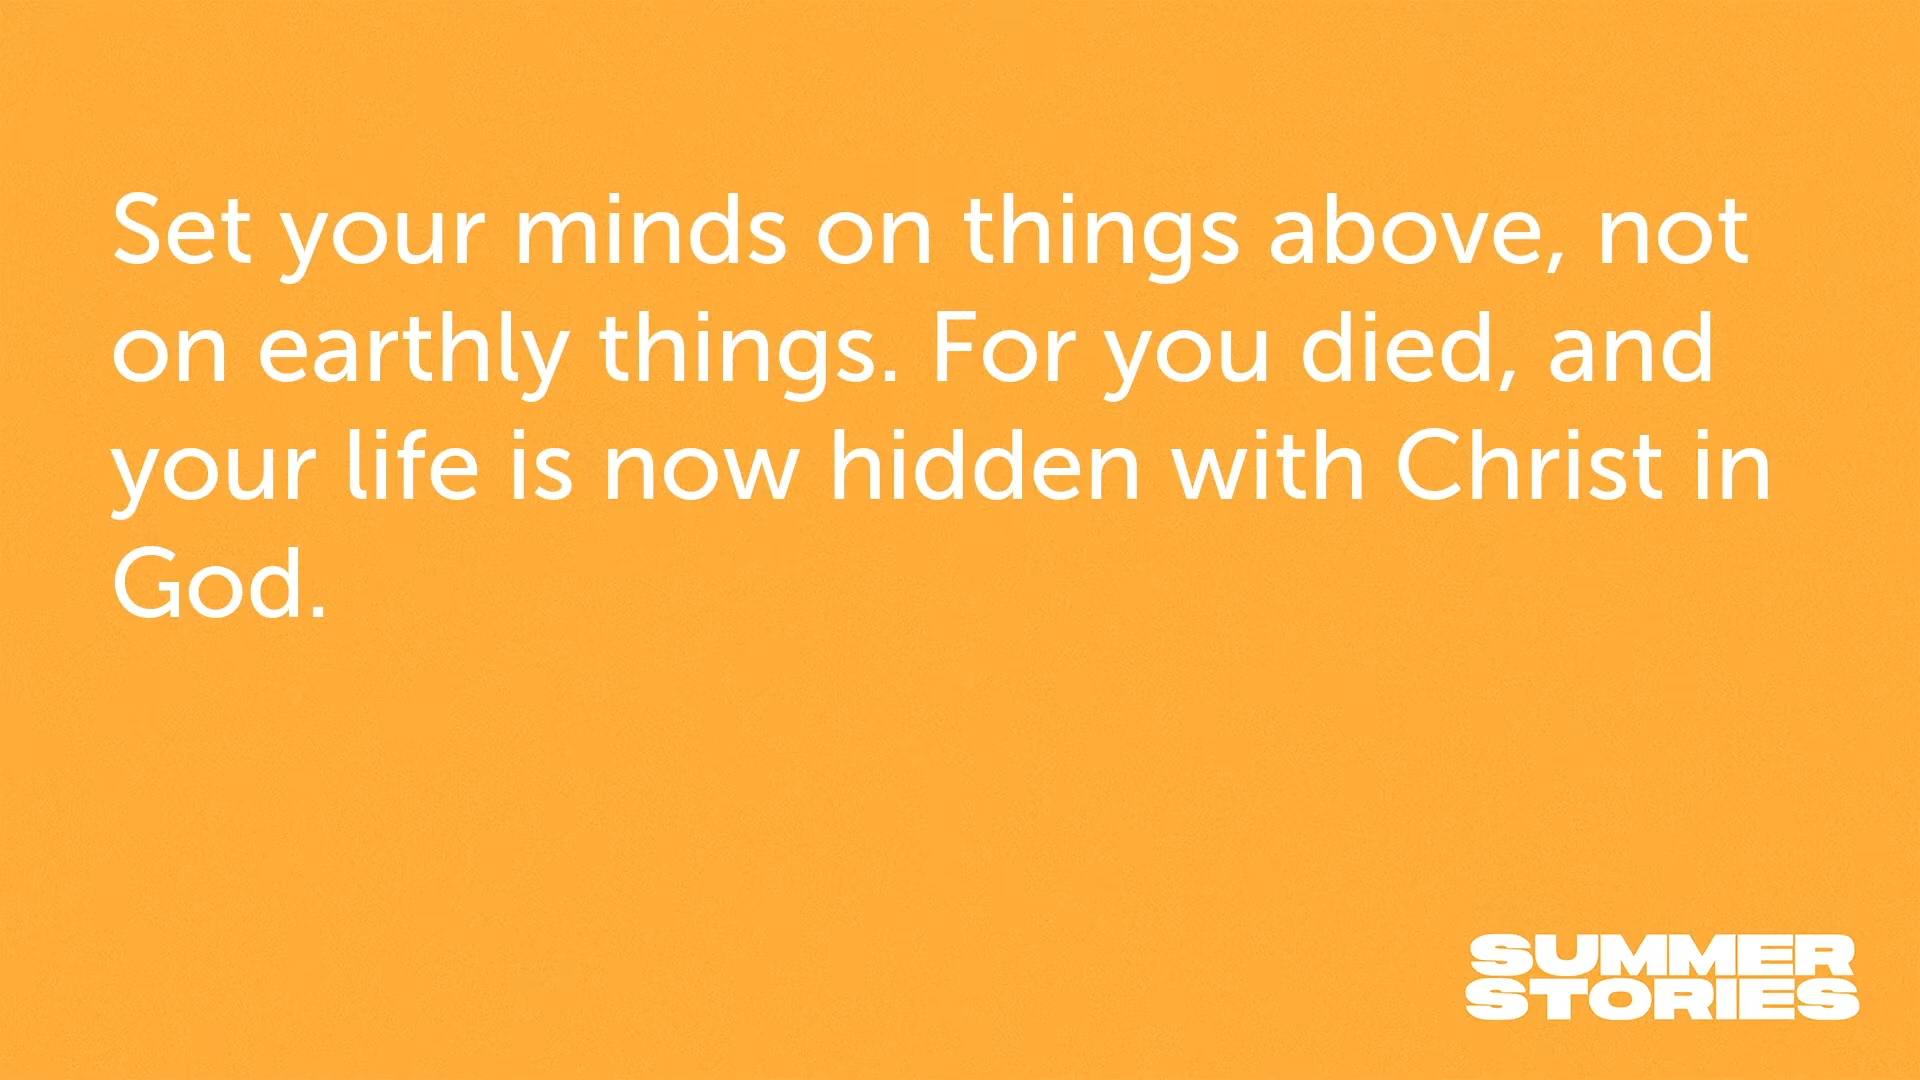 Set your minds on things above, not
on earthly things. For you died, and
your life is now hidden with Christ in
God.
SUMMER
STORIES